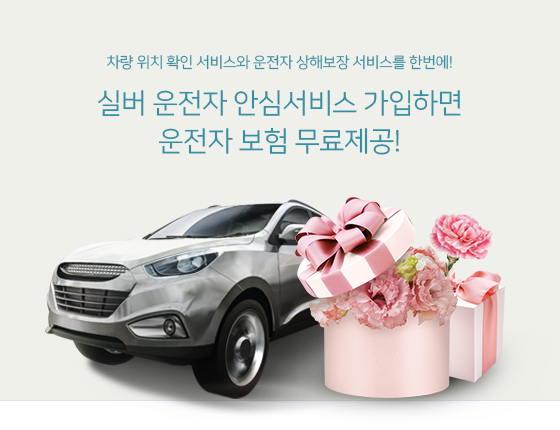 차량 위치 확인 서비스와 운전자 상해보장 서비스를 한번에!
실버 운전자 안심서비스 가입하면
운전자 보험 무료제공!